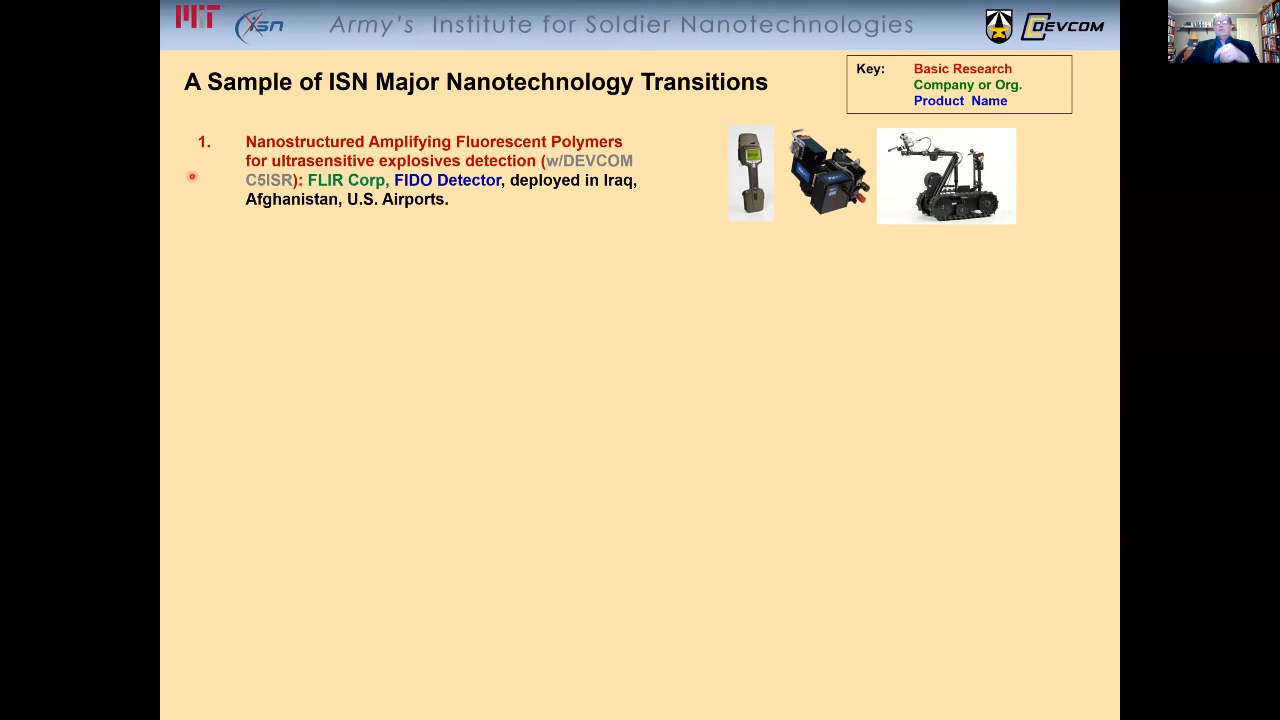 MIT
isn
Army's Institute for Soldier Nanotechnologies
DEVCOM
A Sample of ISN Major Nanotechnology Transitions
Key: Basic Research
Company or Org.
Product Name
1. Nanostructured Amplifying Fluorescent Polymers
for ultrasensitive explosives detection (w/DEVCOM
C5ISR): FLIR Corp, FIDO Detector, deployed in Iraq,
Afghanistan, U.S. Airports.